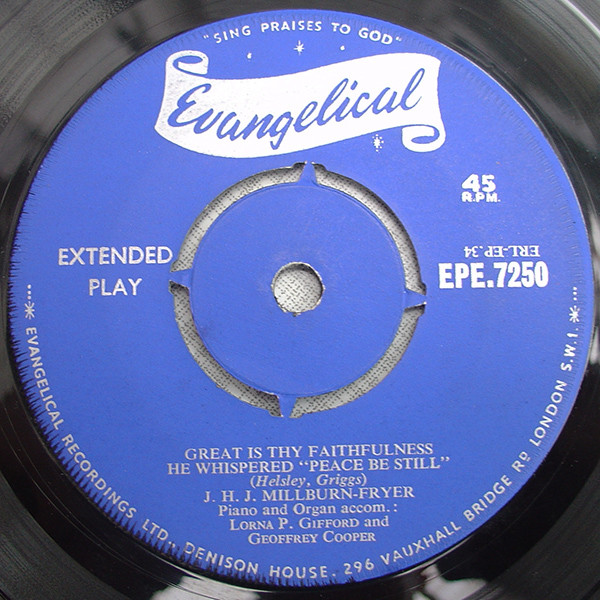 "SING PRAISES TO GOD"
Evangelical
45
R.P.M.
EXTENDED
PLAY
ERL-EP.34
EPE.7250
GREAT IS THY FAITHFULNESS
HE WHISPERED "PEACE BE STILL"
(Helsley, Griggs)
J. H. J. MILLBURN-FRYER
Piano and Organ accom.:
LORNA P. GIFFORD and
GEOFFREY COOPER
EVANGELICAL RECORDINGS LTD., DENISON HOUSE. 296 VAUXHALL BRIDGE RD LONDON S.W.1.